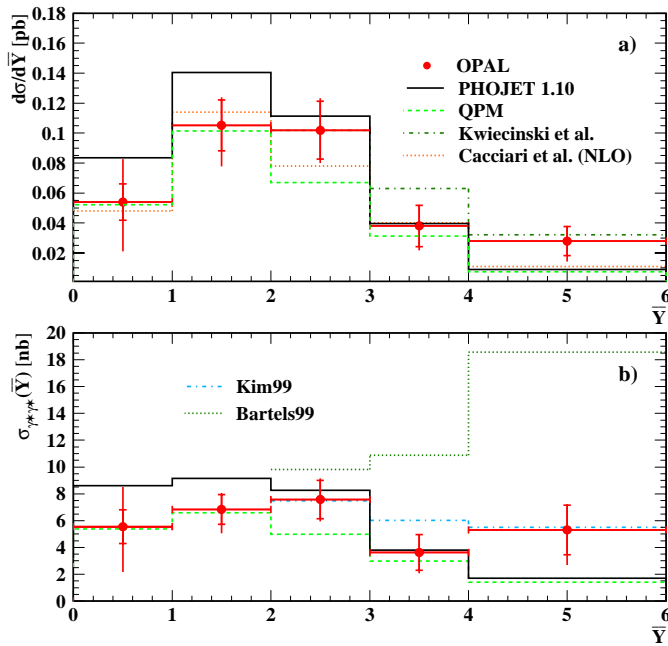 dσ/dY̅ [pb]
a)
0.16
0.14
0.12
0.1
0.08
0.06
0.04
0.02
OPAL
PHOJET 1.10
QPM
Kwiecinski et al.
Cacciari et al. (NLO)
0 1 2 3 4 5 6
Y̅
σγ*γ*(Y̅) [nb]
b)
20
18
16
14
12
10
8
6
4
2
0
Kim99
Bartels99
0 1 2 3 4 5 6
Y̅